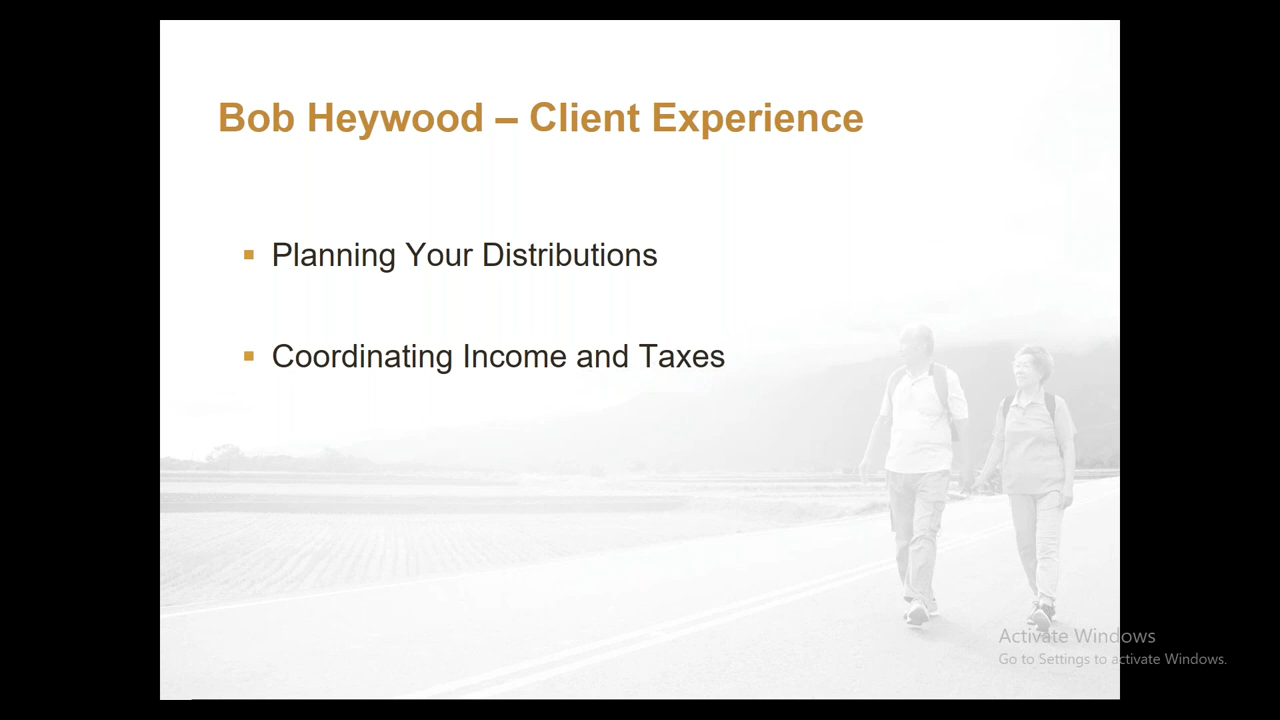 Bob Heywood – Client Experience
Planning Your Distributions
Coordinating Income and Taxes
Activate Windows
Go to Settings to activate Windows.